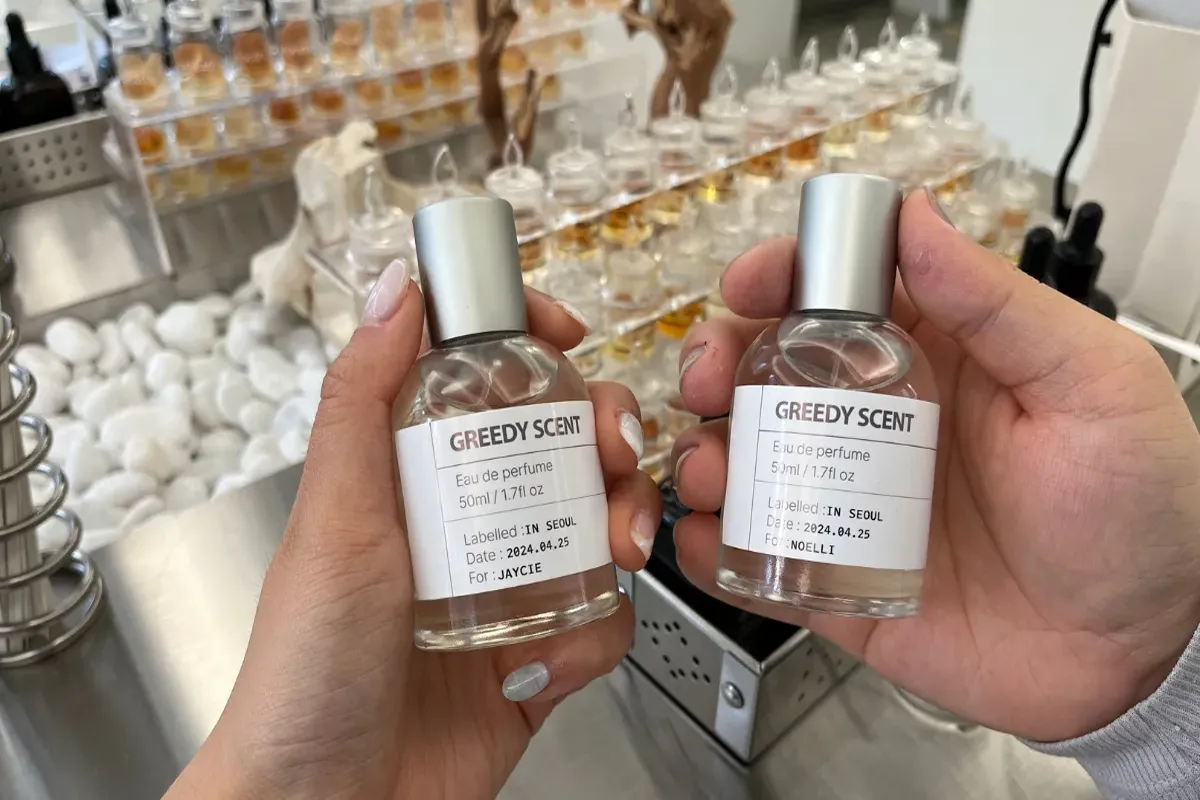 GREEDY SCENT
Eau de perfume
50ml / 1.7fl oz
Labelled :IN SEOUL
Date : 2024.04.25
For :JAYCIE
GREEDY SCENT
Eau de perfume
50ml / 1.7fl oz
Labelled :IN SEOUL
Date : 2024.04.25
For :NOELLI